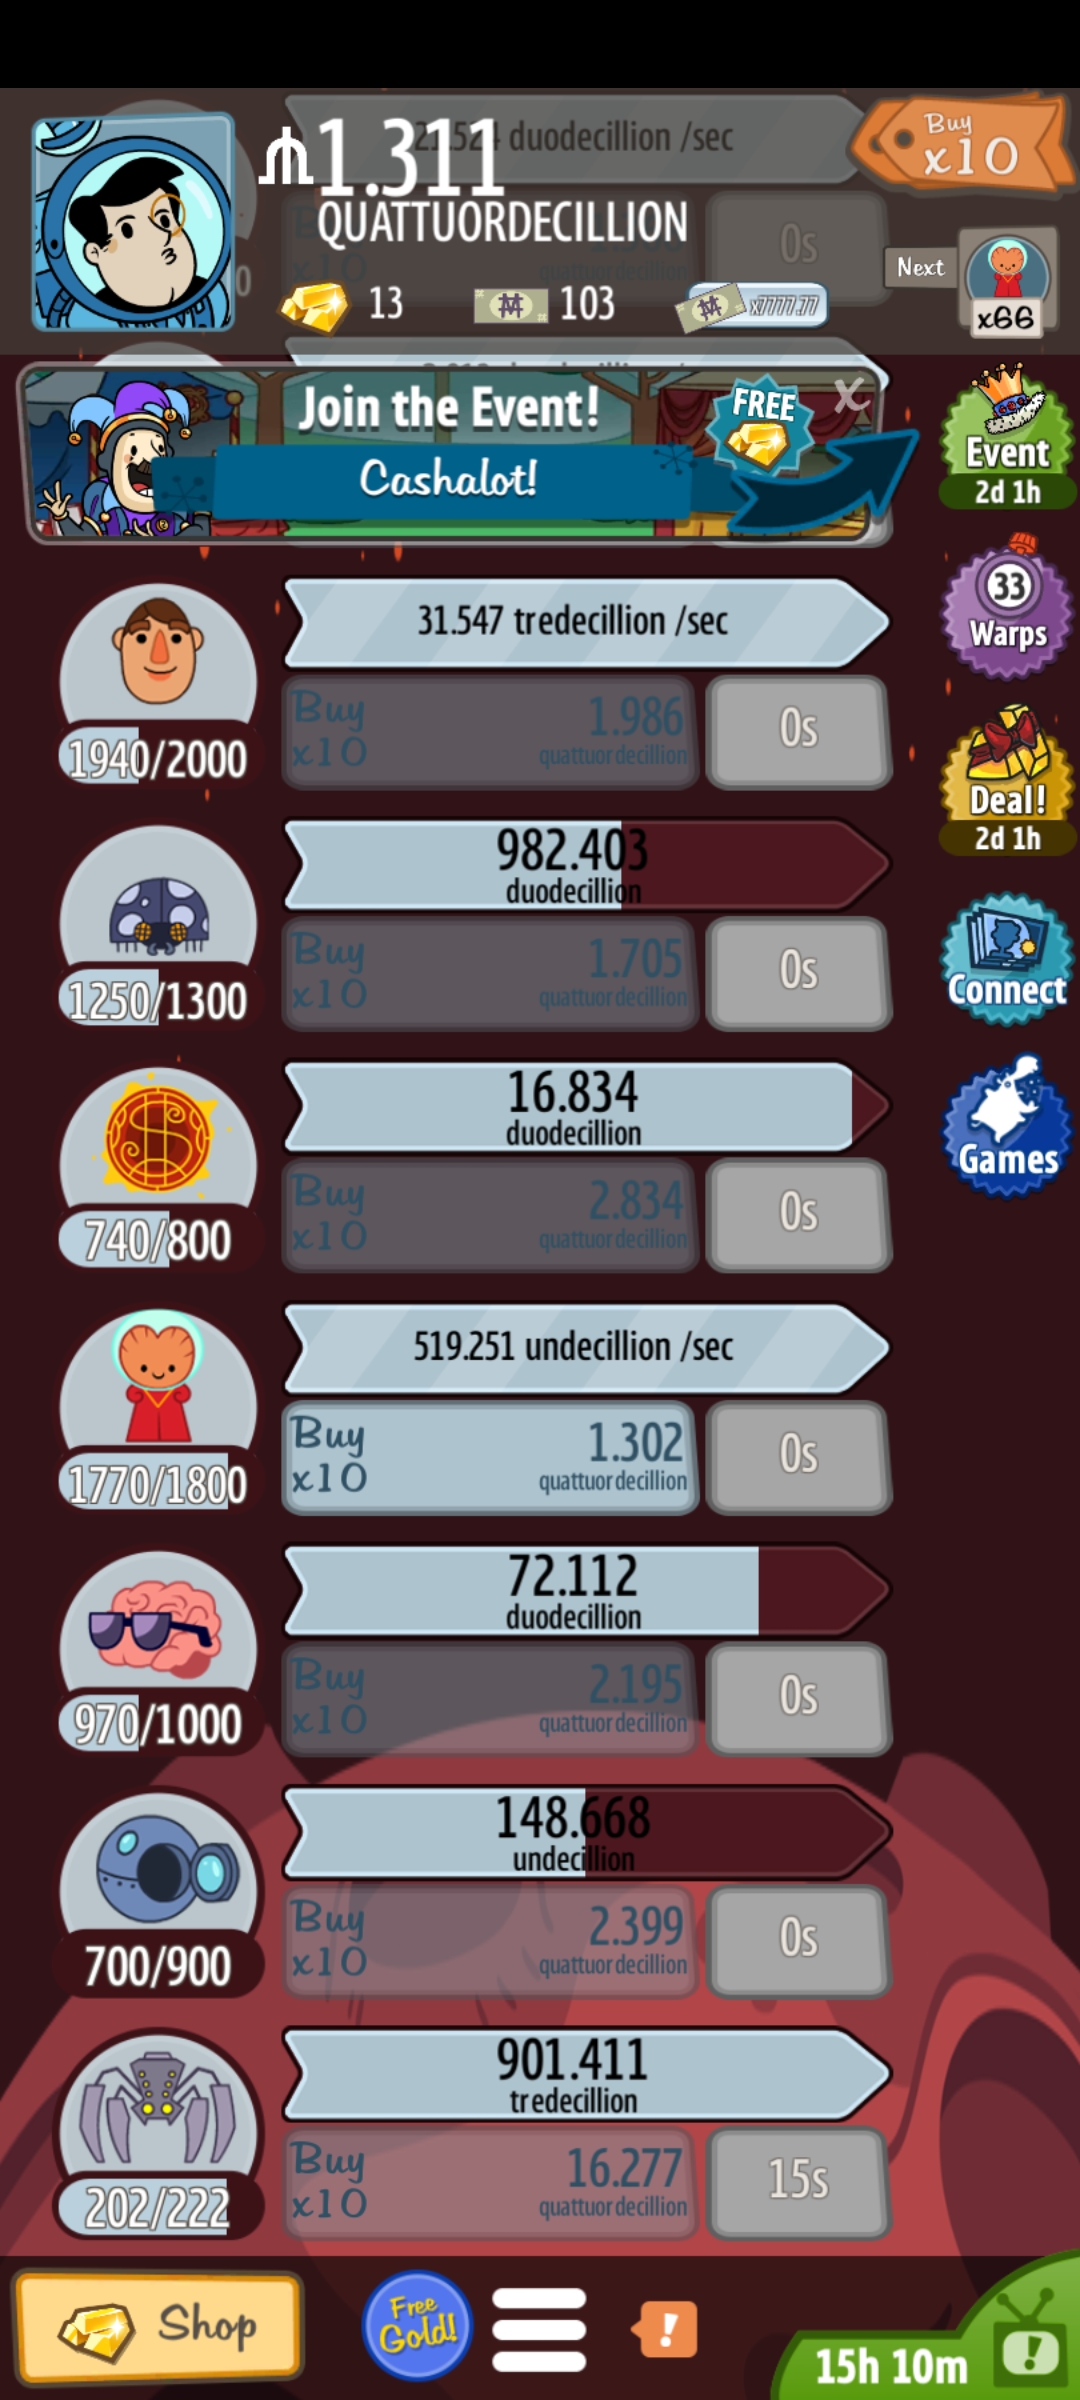 21.524 duodecillion /sec
1.311
QUATTUORDECILLION
Buy
x10
0s
quattuordecillion
13
103
x7777.77
Next
x66
Join the Event!
FREE
X
Cashalot!
Event
2d 1h
33
Warps
Deal!
2d 1h
Connect
Games
31.547 tredecillion /sec
Buy
x10
1.986
quattuordecillion
0s
1940/2000
982.403
duodecillion
Buy
x10
1.705
quattuordecillion
0s
1250/1300
16.834
duodecillion
Buy
x10
2.834
quattuordecillion
0s
740/800
519.251 undecillion /sec
Buy
x10
1.302
quattuordecillion
0s
1770/1800
72.112
duodecillion
Buy
x10
2.195
quattuordecillion
0s
970/1000
148.668
undecillion
Buy
x10
2.399
quattuordecillion
0s
700/900
901.411
tredecillion
Buy
x10
16.277
quattuordecillion
15s
202/222
Shop
Free
Gold!
!
15h 10m
!